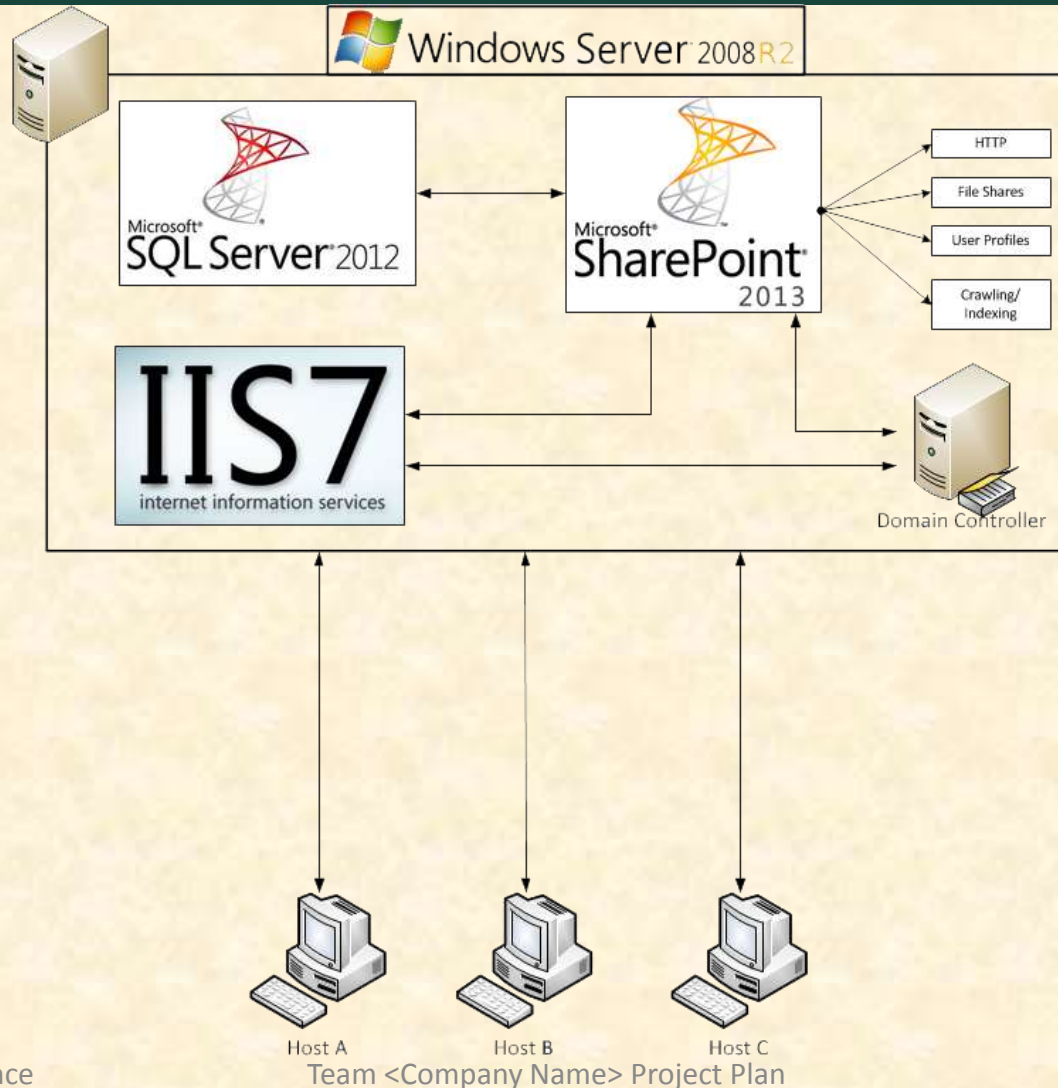 Windows Server 2008 R2
Microsoft®
SQL Server® 2012
Microsoft®
SharePoint®
2013
HTTP
File Shares
User Profiles
Crawling/
Indexing
IIS7
internet information services
Domain Controller
Host A
Host B
Host C
Team <Company Name> Project Plan